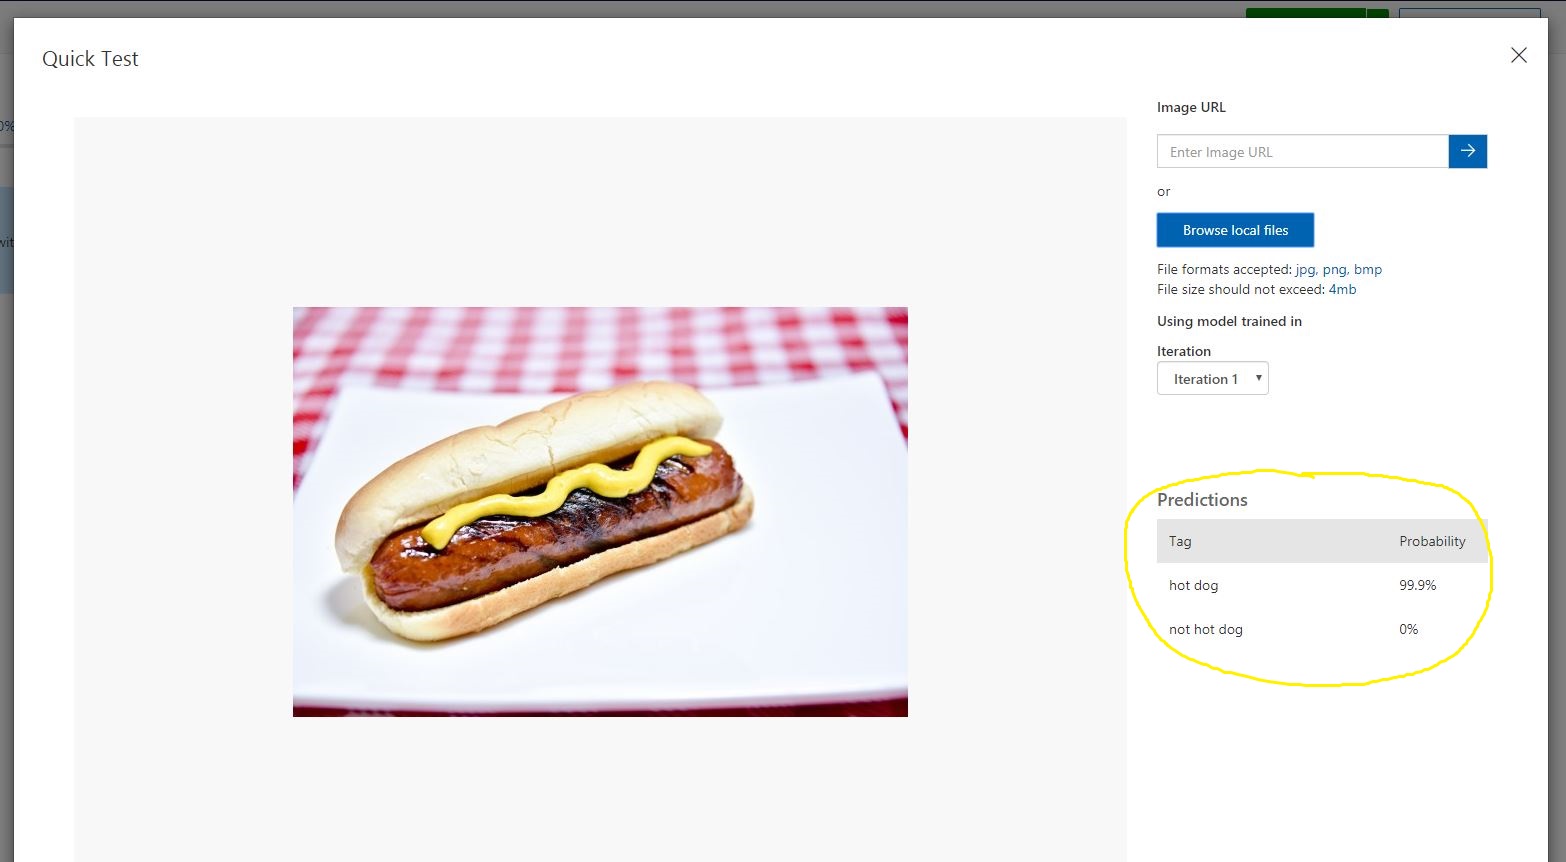 Quick Test
Image URL
Enter Image URL
or
Browse local files
File formats accepted: jpg, png, bmp
File size should not exceed: 4mb
Using model trained in
Iteration
Iteration 1
Predictions
Tag Probability
hot dog 99.9%
not hot dog 0%
0%
wit